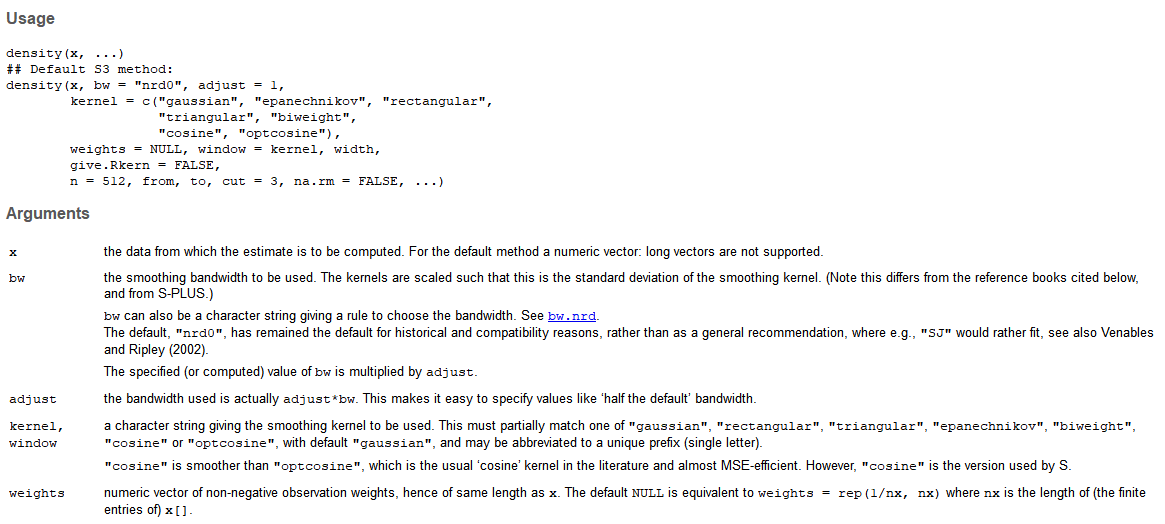 Usage
density(x, ...)
## Default S3 method:
density(x, bw = "nrd0", adjust = 1,
        kernel = c("gaussian", "epanechnikov", "rectangular",
                   "triangular", "biweight",
                   "cosine", "optcosine"),
        weights = NULL, window = kernel, width,
        give.Rkern = FALSE,
        n = 512, from, to, cut = 3, na.rm = FALSE, ...)
Arguments
x the data from which the estimate is to be computed. For the default method a numeric vector: long vectors are not supported.
bw the smoothing bandwidth to be used. The kernels are scaled such that this is the standard deviation of the smoothing kernel. (Note this differs from the reference books cited below,
and from S-PLUS.)
bw can also be a character string giving a rule to choose the bandwidth. See bw.nrd.
The default, "nrd0", has remained the default for historical and compatibility reasons, rather than as a general recommendation, where e.g., "SJ" would rather fit, see also Venables
and Ripley (2002).
The specified (or computed) value of bw is multiplied by adjust.
adjust the bandwidth used is actually adjust*bw. This makes it easy to specify values like ‘half the default’ bandwidth.
kernel, a character string giving the smoothing kernel to be used. This must partially match one of "gaussian", "rectangular", "triangular", "epanechnikov", "biweight",
window "cosine" or "optcosine", with default "gaussian", and may be abbreviated to a unique prefix (single letter).
"cosine" is smoother than "optcosine", which is the usual ‘cosine’ kernel in the literature and almost MSE-efficient. However, "cosine" is the version used by S.
weights numeric vector of non-negative observation weights, hence of same length as x. The default NULL is equivalent to weights = rep(1/nx, nx) where nx is the length of (the finite
entries of) x[].